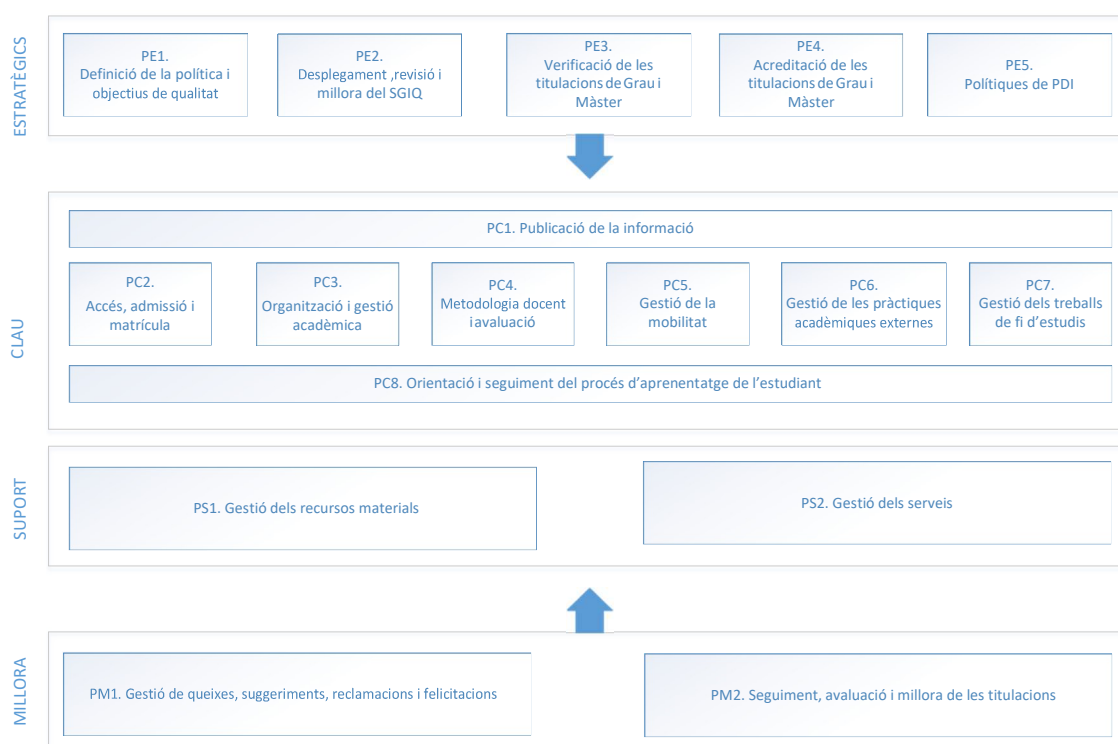 ESTRATÈGICS
PE1.
Definició de la política i
objectius de qualitat
PE2.
Desplegament ,revisió i
millora del SGIQ
PE3.
Verificació de les
titulacions de Grau i
Màster
PE4.
Acreditació de les
titulacions de Grau i
Màster
PE5.
Polítiques de PDI
CLAU
PC1. Publicació de la informació
PC2.
Accés, admissió i
matrícula
PC3.
Organització i gestió
acadèmica
PC4.
Metodologia docent
i avaluació
PC5.
Gestió de la
mobilitat
PC6.
Gestió de les pràctiques
acadèmiques externes
PC7.
Gestió dels treballs
de fi d’estudis
PC8. Orientació i seguiment del procés d’aprenentatge de l’estudiant
SUPORT
PS1. Gestió dels recursos materials
PS2. Gestió dels serveis
MILLORA
PM1. Gestió de queixes, suggeriments, reclamacions i felicitacions
PM2. Seguiment, avaluació i millora de les titulacions